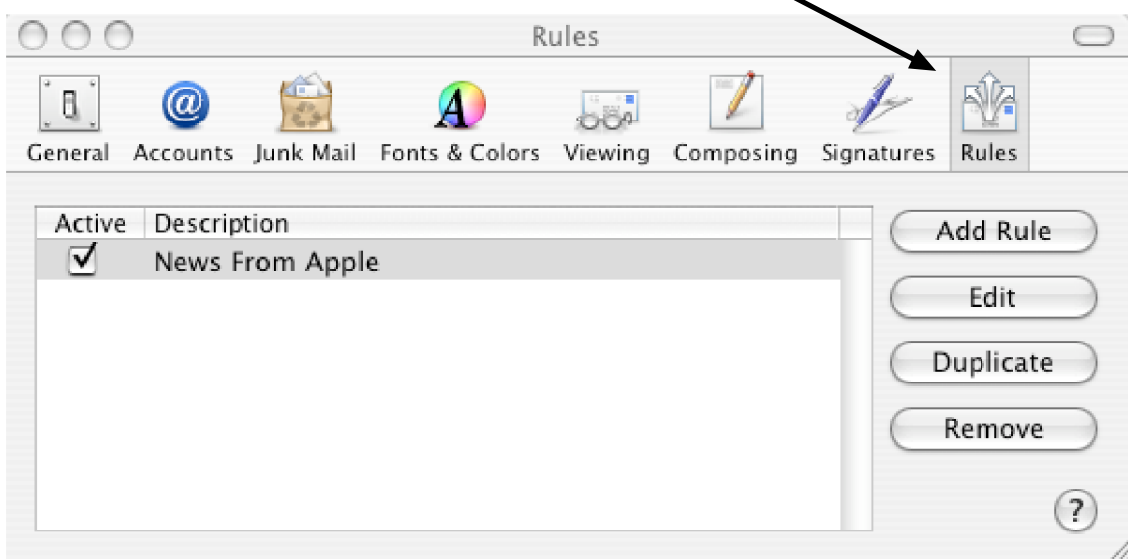 Rules
General Accounts Junk Mail Fonts & Colors Viewing Composing Signatures Rules
Active Description
News From Apple
Add Rule
Edit
Duplicate
Remove
?